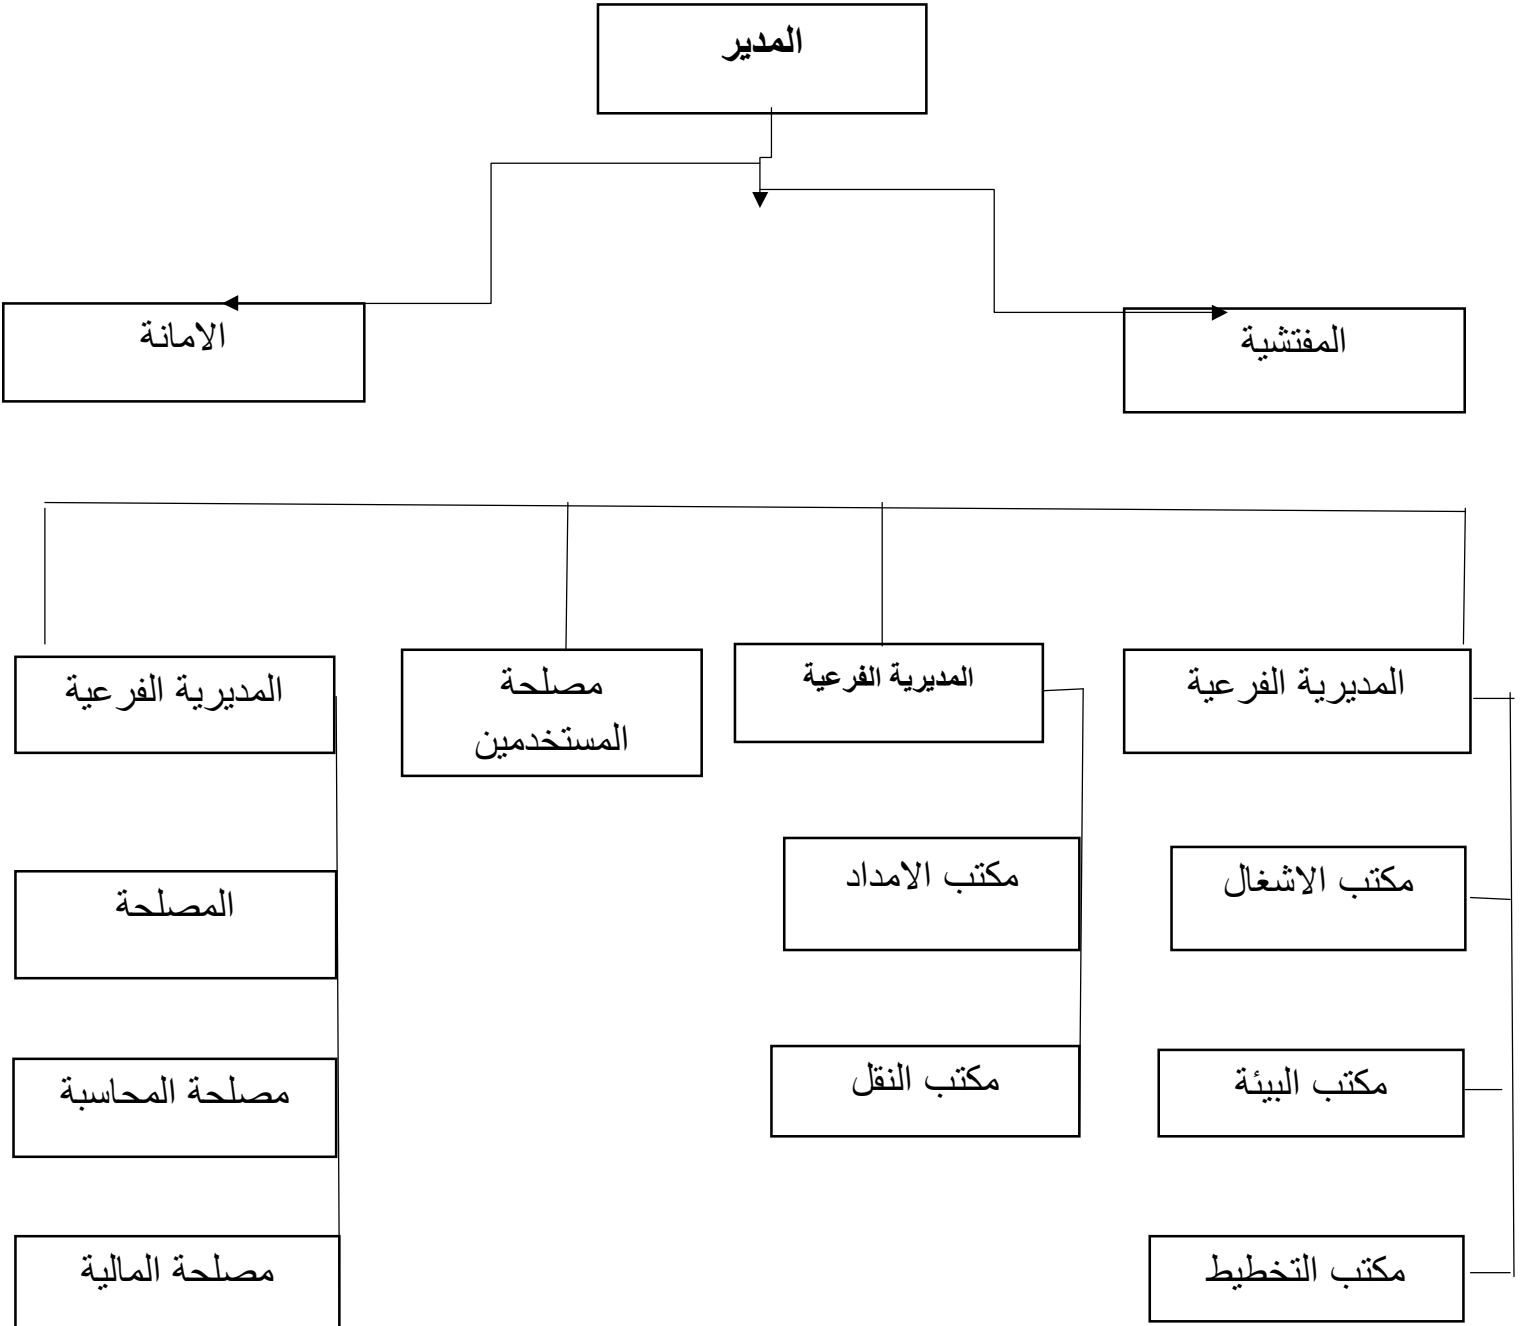 المدير
المفتشية
الامانة
المديرية الفرعية
المديرية الفرعية
مصلحة
المستخدمين
المديرية الفرعية
مكتب الاشغال
مكتب الامداد
المصلحة
مكتب البيئة
مكتب النقل
مصلحة المحاسبة
مكتب التخطيط
مصلحة المالية